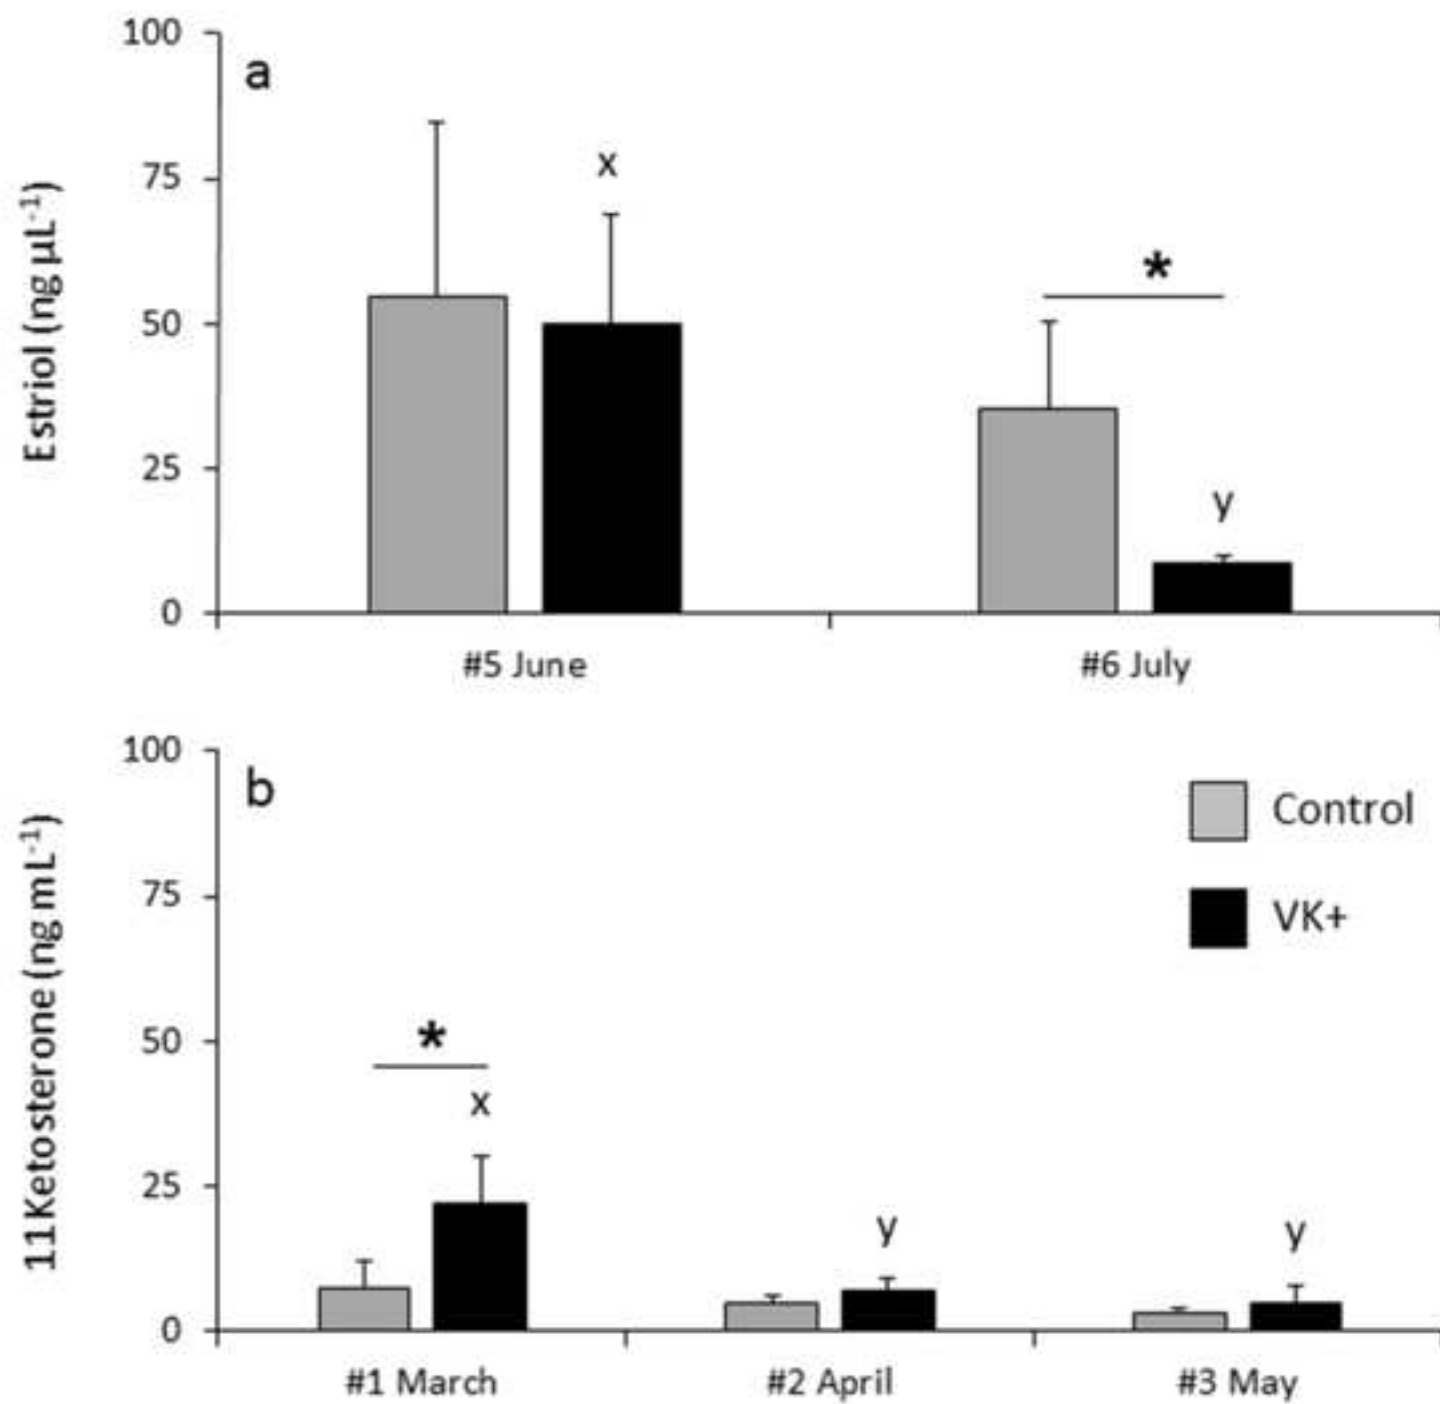 100
a
75
50
25
0
Estriol (ng µL⁻¹)
x
*
y
#5 June
#6 July
100
b
75
50
25
0
11Ketosterone (ng mL⁻¹)
Control
VK+
*
x
y
y
#1 March
#2 April
#3 May